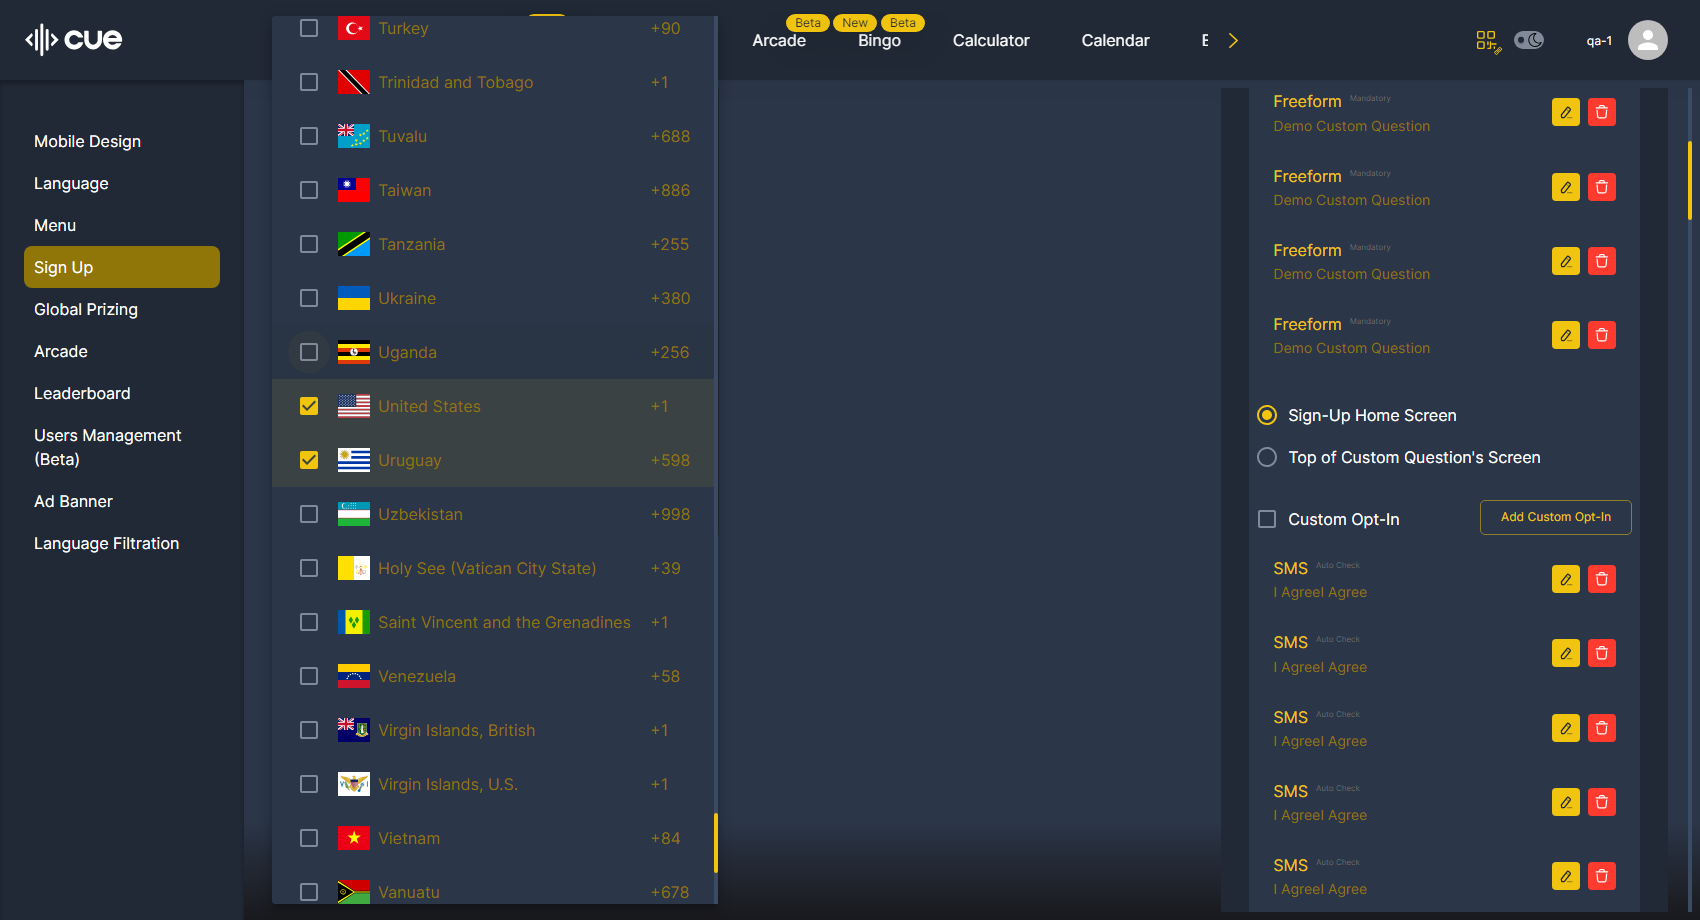 cue
Beta
New
Beta
Arcade
Bingo
Calculator
Calendar
qa-1
Mobile Design
Language
Menu
Sign Up
Global Prizing
Arcade
Leaderboard
Users Management
(Beta)
Ad Banner
Language Filtration
Turkey +90
Trinidad and Tobago +1
Tuvalu +688
Taiwan +886
Tanzania +255
Ukraine +380
Uganda +256
United States +1
Uruguay +598
Uzbekistan +998
Holy See (Vatican City State) +39
Saint Vincent and the Grenadines +1
Venezuela +58
Virgin Islands, British +1
Virgin Islands, U.S. +1
Vietnam +84
Vanuatu +678
Freeform Mandatory
Demo Custom Question
Freeform Mandatory
Demo Custom Question
Freeform Mandatory
Demo Custom Question
Freeform Mandatory
Demo Custom Question
Sign-Up Home Screen
Top of Custom Question's Screen
Custom Opt-In
Add Custom Opt-In
SMS Auto Check
I AgreeI Agree
SMS Auto Check
I AgreeI Agree
SMS Auto Check
I AgreeI Agree
SMS Auto Check
I AgreeI Agree
SMS Auto Check
I AgreeI Agree